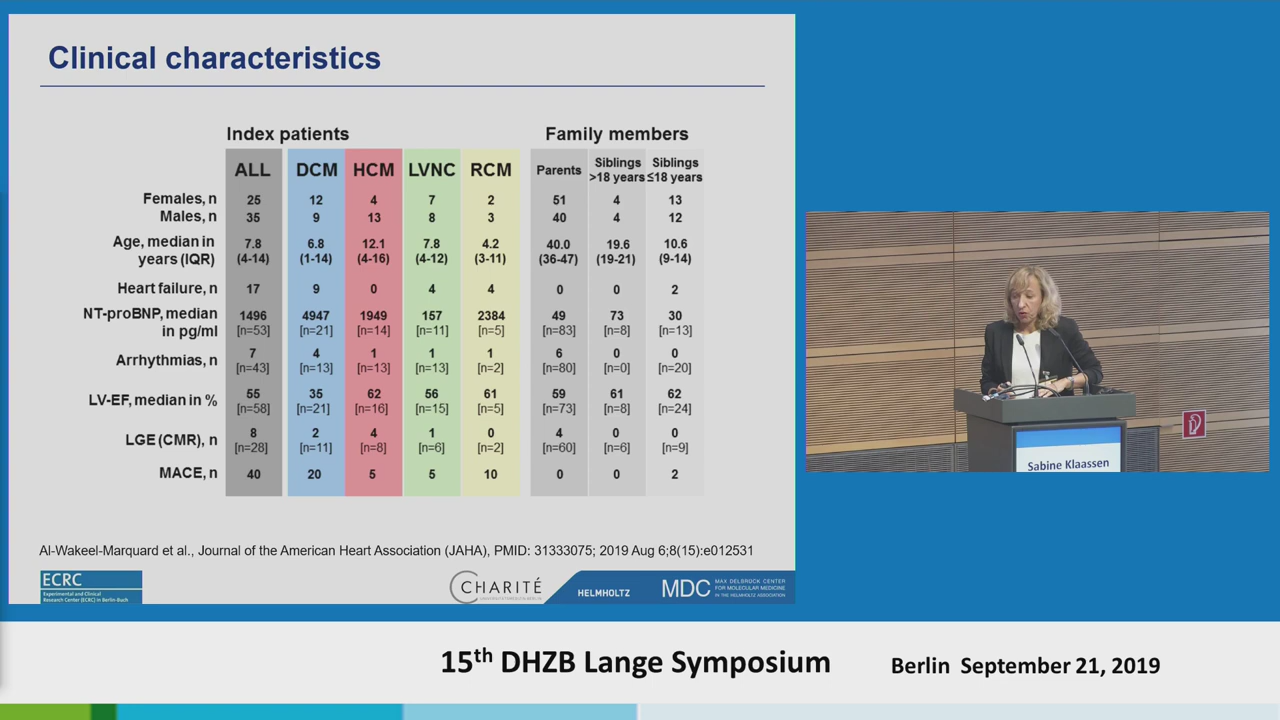 Clinical characteristics
Index patients Family members
ALL DCM HCM LVNC RCM Parents Siblings >18 years Siblings ≤18 years
Females, n 25 12 4 7 2 51 4 13
Males, n 35 9 13 8 3 40 4 12
Age, median in years (IQR) 7.8 (4-14) 6.8 (1-14) 12.1 (4-16) 7.8 (4-12) 4.2 (3-11) 40.0 (36-47) 19.6 (19-21) 10.6 (9-14)
Heart failure, n 17 9 0 4 4 0 0 2
NT-proBNP, median in pg/ml 1496 [n=53] 4947 [n=21] 1949 [n=14] 157 [n=11] 2384 [n=5] 49 [n=83] 73 [n=8] 30 [n=13]
Arrhythmias, n 7 [n=43] 4 [n=13] 1 [n=13] 1 [n=13] 1 [n=2] 6 [n=80] 0 [n=0] 0 [n=20]
LV-EF, median in % 55 [n=58] 35 [n=21] 62 [n=16] 56 [n=15] 61 [n=5] 59 [n=73] 61 [n=8] 62 [n=24]
LGE (CMR), n 8 [n=28] 2 [n=11] 4 [n=8] 1 [n=6] 0 [n=2] 4 [n=60] 0 [n=6] 0 [n=9]
MACE, n 40 20 5 5 10 0 0 2
Al-Wakeel-Marquard et al., Journal of the American Heart Association (JAHA), PMID: 31333075; 2019 Aug 6;8(15):e012531
ECRC
Experimental and Clinical
Research Center (ECRC) in Berlin-Buch
CHARITÉ
UNIVERSITÄTSMEDIZIN BERLIN
HELMHOLTZ
MDC
MAX DELBRÜCK CENTER
FOR MOLECULAR MEDICINE
IN THE HELMHOLTZ ASSOCIATION
Sabine Klaassen
15th DHZB Lange Symposium
Berlin September 21, 2019